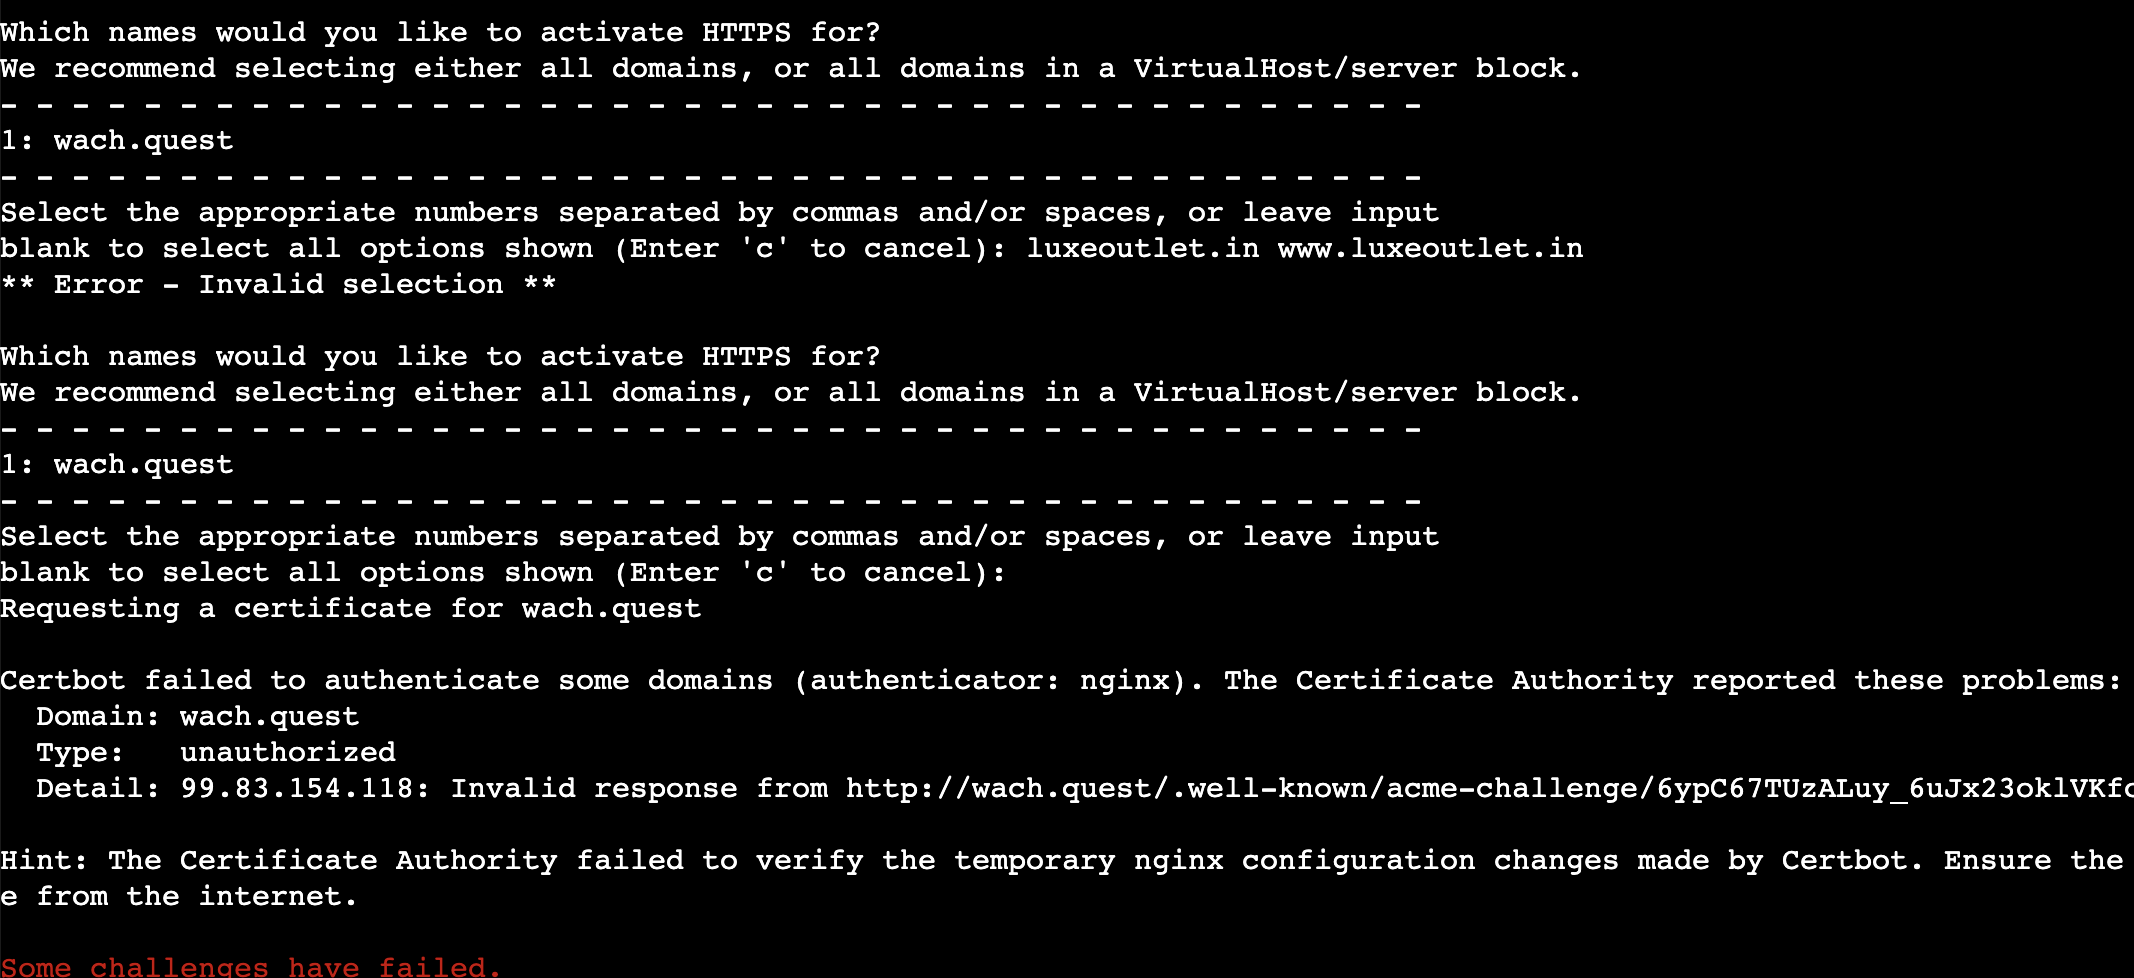 Which names would you like to activate HTTPS for?
We recommend selecting either all domains, or all domains in a VirtualHost/server block.
- - - - - - - - - - - - - - - - - - - - - - - - - - - - - - - - - - - - - - - -
1: wach.quest
- - - - - - - - - - - - - - - - - - - - - - - - - - - - - - - - - - - - - - - -
Select the appropriate numbers separated by commas and/or spaces, or leave input
blank to select all options shown (Enter 'c' to cancel): luxeoutlet.in www.luxeoutlet.in
** Error - Invalid selection **
Which names would you like to activate HTTPS for?
We recommend selecting either all domains, or all domains in a VirtualHost/server block.
- - - - - - - - - - - - - - - - - - - - - - - - - - - - - - - - - - - - - - - -
1: wach.quest
- - - - - - - - - - - - - - - - - - - - - - - - - - - - - - - - - - - - - - - -
Select the appropriate numbers separated by commas and/or spaces, or leave input
blank to select all options shown (Enter 'c' to cancel):
Requesting a certificate for wach.quest
Certbot failed to authenticate some domains (authenticator: nginx). The Certificate Authority reported these problems:
Domain: wach.quest
Type: unauthorized
Detail: 99.83.154.118: Invalid response from http://wach.quest/.well-known/acme-challenge/6ypC67TUzALuy_6uJx23oklVKfc
Hint: The Certificate Authority failed to verify the temporary nginx configuration changes made by Certbot. Ensure the
e from the internet.
Some challenges have failed.